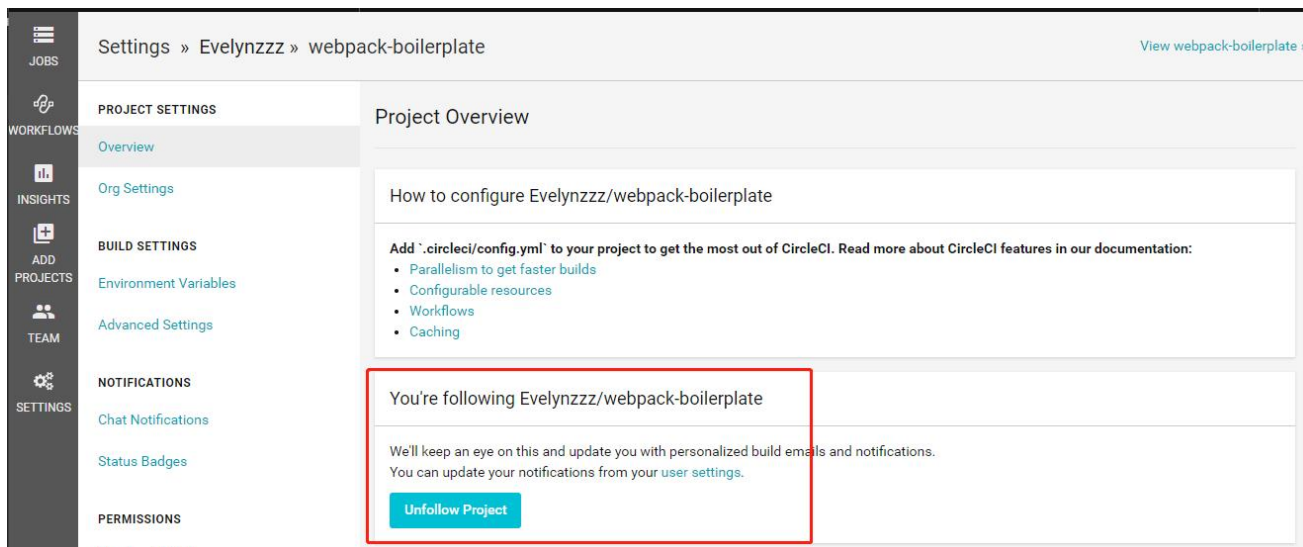 JOBS
WORKFLOWS
INSIGHTS
ADD
PROJECTS
TEAM
SETTINGS
Settings » Evelynzzz » webpack-boilerplate
View webpack-boilerplate
PROJECT SETTINGS
Overview
Org Settings
BUILD SETTINGS
Environment Variables
Advanced Settings
NOTIFICATIONS
Chat Notifications
Status Badges
PERMISSIONS
Project Overview
How to configure Evelynzzz/webpack-boilerplate
Add `.circleci/config.yml` to your project to get the most out of CircleCI. Read more about CircleCI features in our documentation:
• Parallelism to get faster builds
• Configurable resources
• Workflows
• Caching
You're following Evelynzzz/webpack-boilerplate
We'll keep an eye on this and update you with personalized build emails and notifications.
You can update your notifications from your user settings.
Unfollow Project